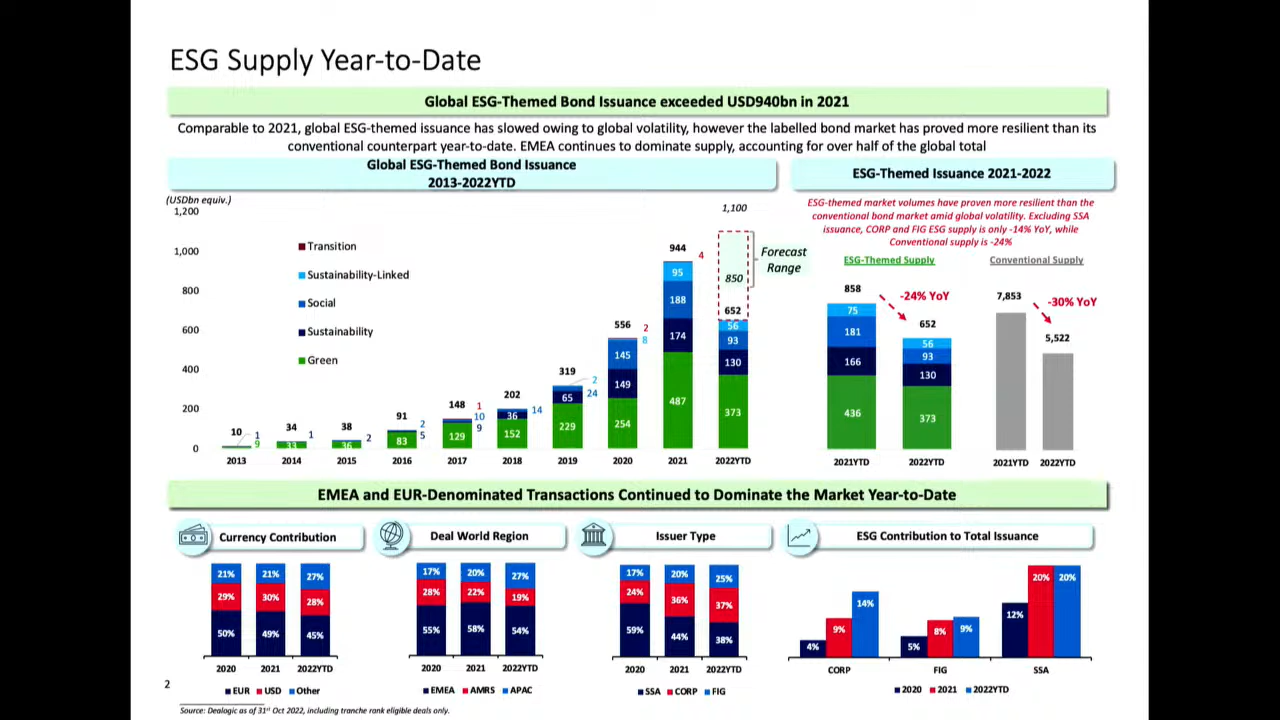 ESG Supply Year-to-Date
Global ESG-Themed Bond Issuance exceeded USD940bn in 2021
Comparable to 2021, global ESG-themed issuance has slowed owing to global volatility, however the labelled bond market has proved more resilient than its
conventional counterpart year-to-date. EMEA continues to dominate supply, accounting for over half of the global total
Global ESG-Themed Bond Issuance
2013-2022YTD
(USDbn equiv.)
1,200
1,000
800
600
400
200
0
Transition
Sustainability-Linked
Social
Sustainability
Green
10
1
9
34
1
33
38
2
36
91
2
5
83
148
1
10
9
129
202
14
36
152
319
2
24
65
229
556
2
8
145
149
254
944
4
95
188
174
487
1,100
850
652
56
93
130
373
Forecast
Range
2013 2014 2015 2016 2017 2018 2019 2020 2021 2022YTD
ESG-Themed Issuance 2021-2022
ESG-themed market volumes have proven more resilient than the
conventional bond market amid global volatility. Excluding SSA
issuance, CORP and FIG ESG supply is only -14% YoY, while
Conventional supply is -24%
ESG-Themed Supply
858
75
181
166
436
-24% YoY
652
56
93
130
373
2021YTD 2022YTD
Conventional Supply
7,853
-30% YoY
5,522
2021YTD 2022YTD
EMEA and EUR-Denominated Transactions Continued to Dominate the Market Year-to-Date
Currency Contribution
21% 21% 27%
29% 30% 28%
50% 49% 45%
2020 2021 2022YTD
EUR USD Other
Deal World Region
17% 20% 27%
28% 22% 19%
55% 58% 54%
2020 2021 2022YTD
EMEA AMRS APAC
Issuer Type
17% 20% 25%
24% 36% 37%
59% 44% 38%
2020 2021 2022YTD
SSA CORP FIG
ESG Contribution to Total Issuance
4% 9% 14%
5% 8% 9%
12% 20% 20%
CORP FIG SSA
2020 2021 2022YTD
2
Source: Dealogic as of 31st Oct 2022, including tranche rank eligible deals only.